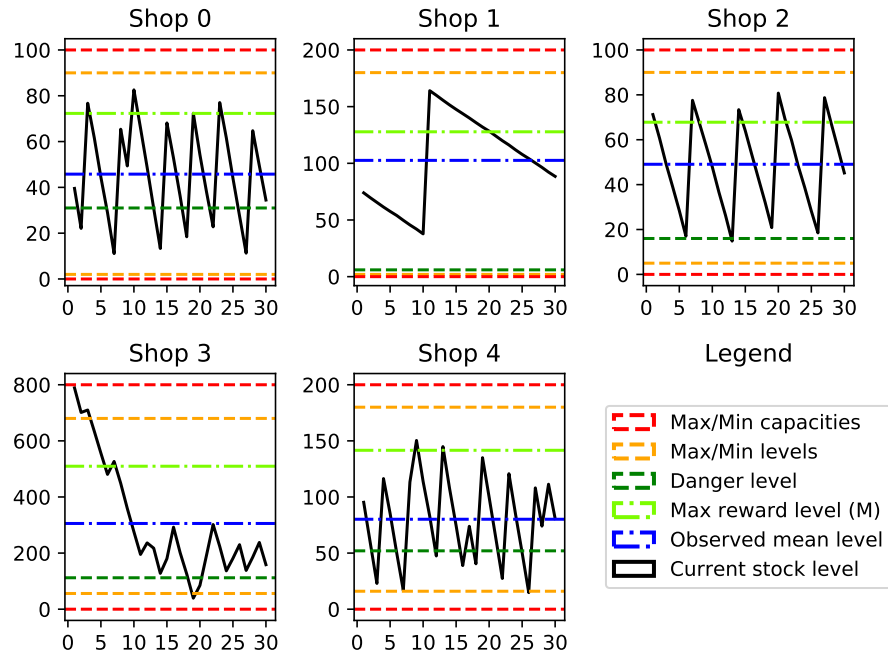 Shop 0
Shop 1
Shop 2
100
80
60
40
20
0
0 5 10 15 20 25 30
200
150
100
50
0
0 5 10 15 20 25 30
100
80
60
40
20
0
0 5 10 15 20 25 30
Shop 3
Shop 4
Legend
800
600
400
200
0
0 5 10 15 20 25 30
200
150
100
50
0
0 5 10 15 20 25 30
Max/Min capacities
Max/Min levels
Danger level
Max reward level (M)
Observed mean level
Current stock level